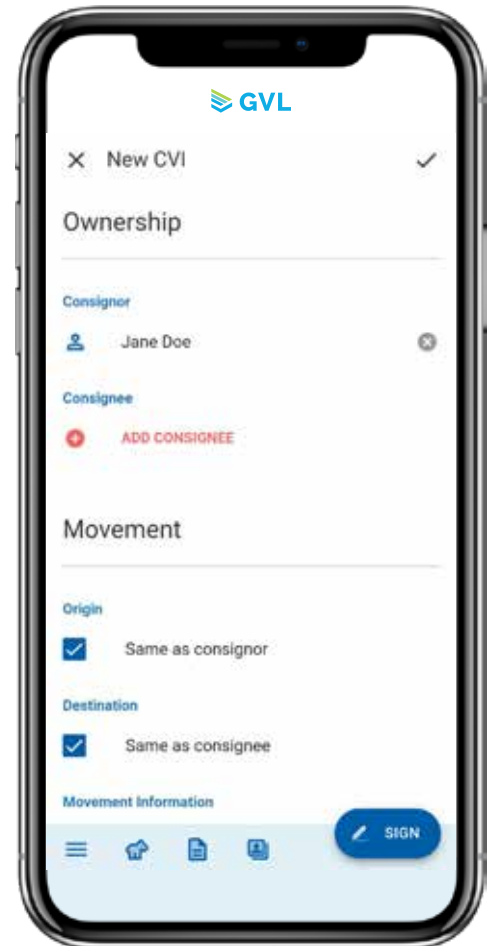 GVL
New CVI
Ownership
Consignor
Jane Doe
Consignee
ADD CONSIGNEE
Movement
Origin
Same as consignor
Destination
Same as consignee
Movement Information
SIGN